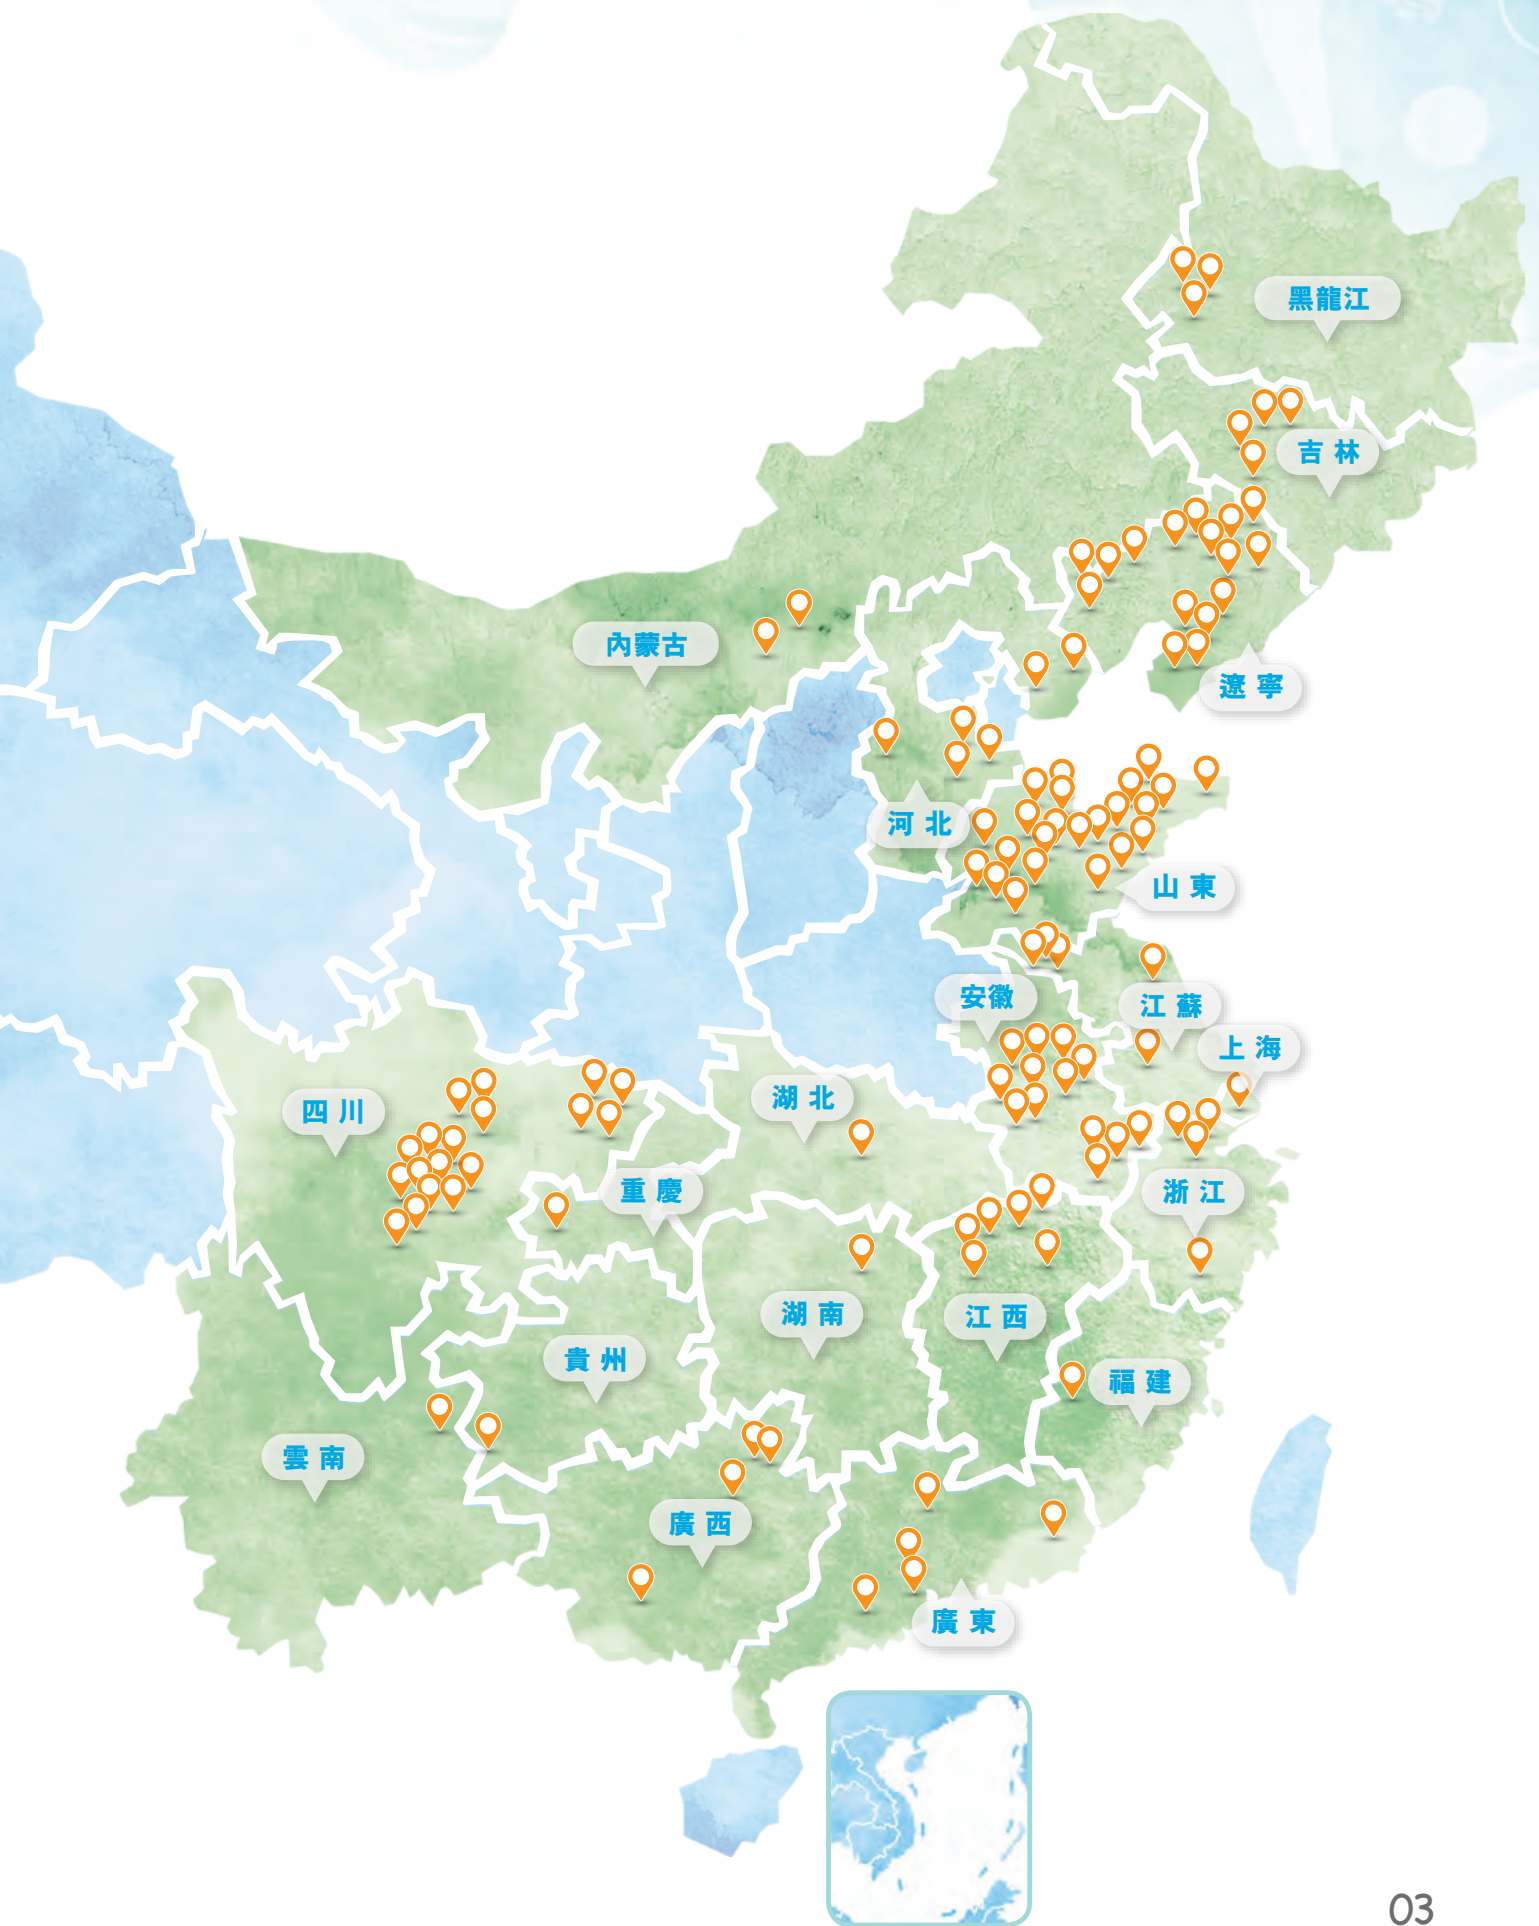 黑龍江
吉林
內蒙古
遼寧
河北
山東
安徽
江蘇
上海
四川
湖北
重慶
浙江
湖南
江西
貴州
福建
雲南
廣西
廣東
03